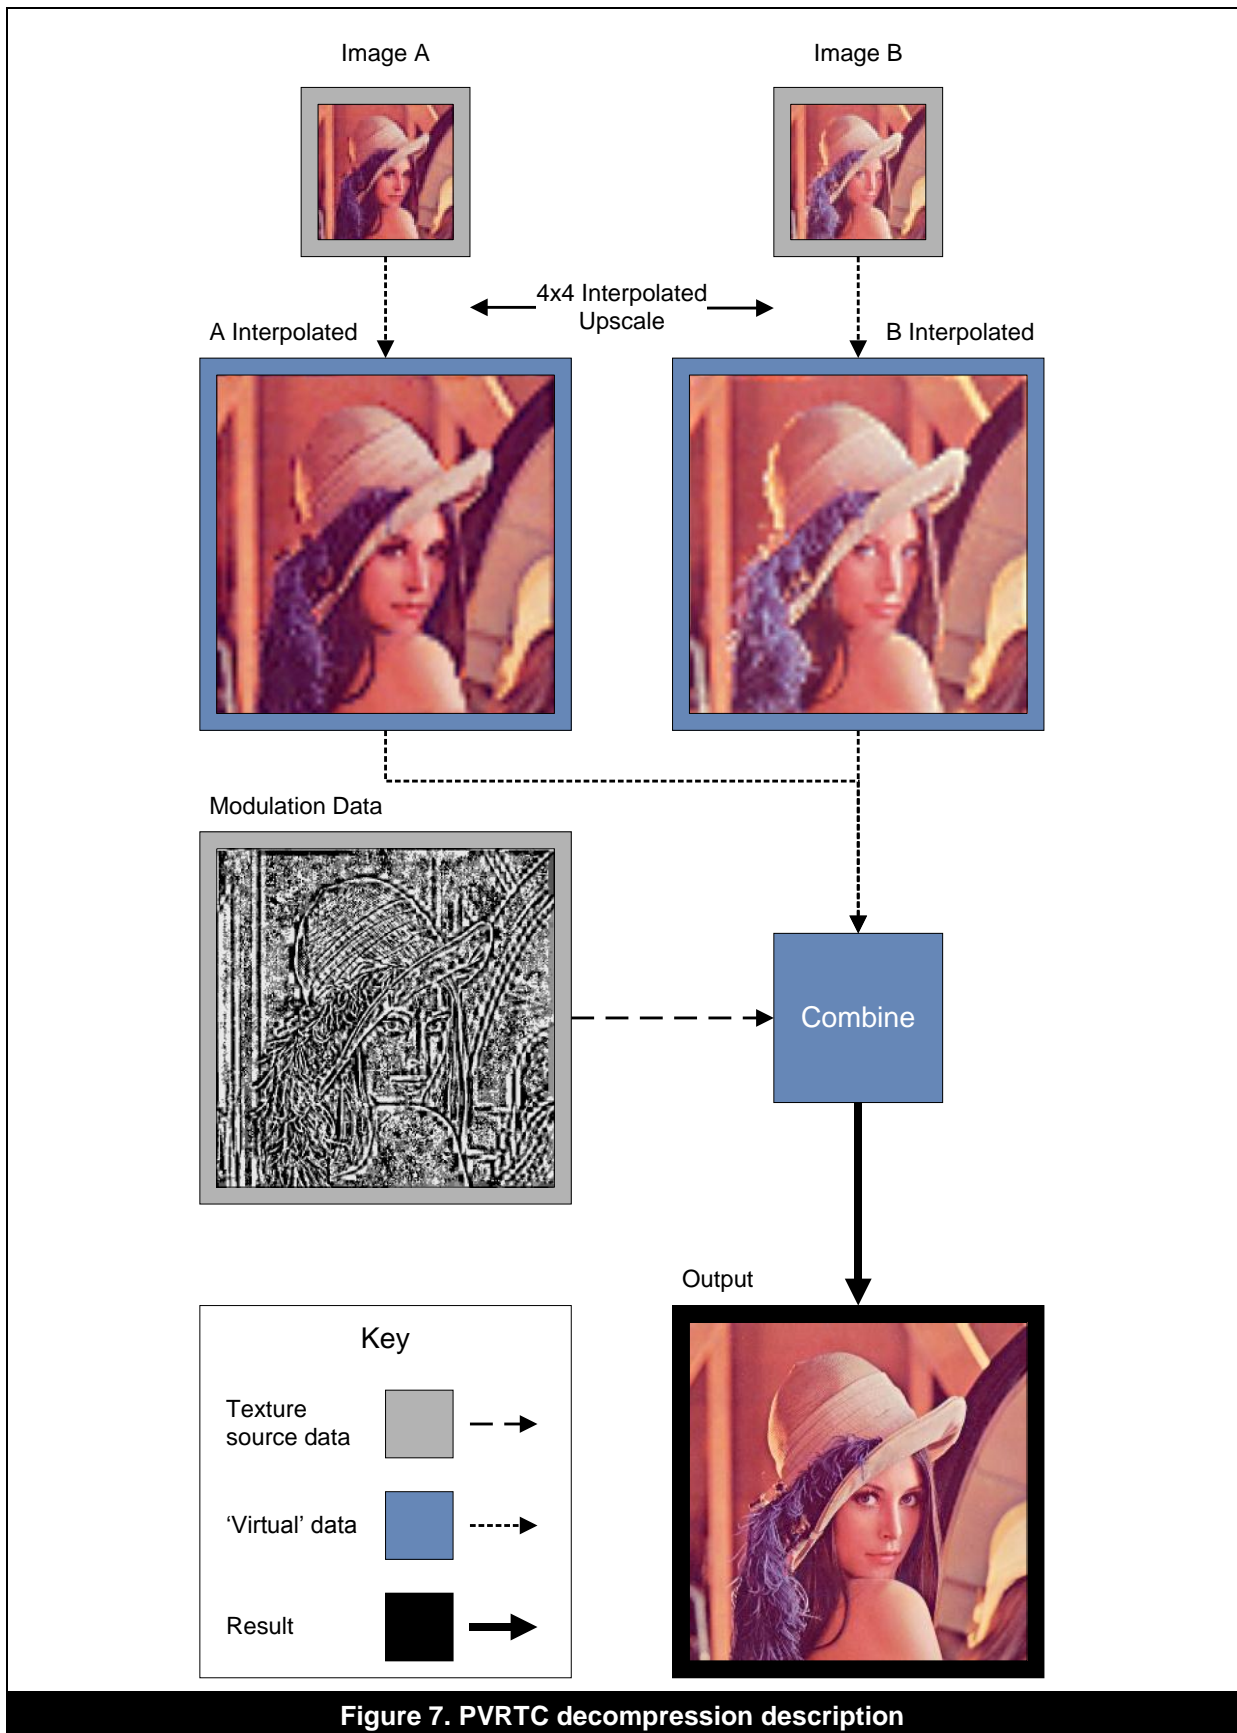 Image A
Image B
4x4 Interpolated
Upscale
A Interpolated
B Interpolated
Modulation Data
Combine
Output
Key
Texture
source data
‘Virtual’ data
Result
Figure 7. PVRTC decompression description